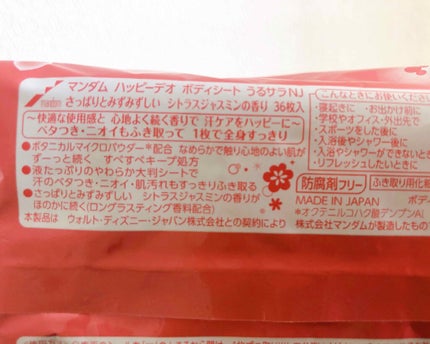 mandom
マンダム ハッピーデオ ボディシート うるサラNJ
さっぱりとみずみずしい シトラスジャスミンの香り 36枚入
～快適な使用感と 心地よく続く香りで 汗ケアをハッピーに～
ベタつき・ニオイもふき取って 1枚で全身すっきり
●ボタニカルマイクロパウダー*配合 なめらかで触り心地のよい肌が
ずーっと続く すべすべキープ処方
●液たっぷりのやわらか大判シートで
汗のベタつき・ニオイ・肌汚れもすっきりふき取る
●さっぱりとみずみずしい シトラスジャスミンの香りが
ほのかに続く(ロングラスティング香料配合)
本製品は ウォルト・ディズニー・ジャパン株式会社との契約により
こんなときにお使いください
・寝起きに ・お出かけ前に
・学校やオフィス・外出先で
・スポーツをした後に
・入浴後やシャワー後に
・入浴やシャワーができないとき
・リフレッシュしたいときに
防腐剤フリー ふき取り用化粧
MADE IN JAPAN ボデ
*オクテニルコハク酸デンプンA
株式会社マンダムが製造したもの